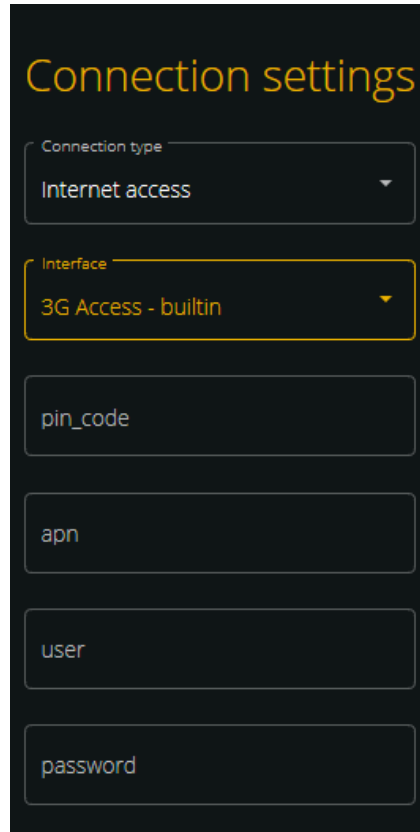 Connection settings
Connection type
Internet access
Interface
3G Access - builtin
pin_code
apn
user
password